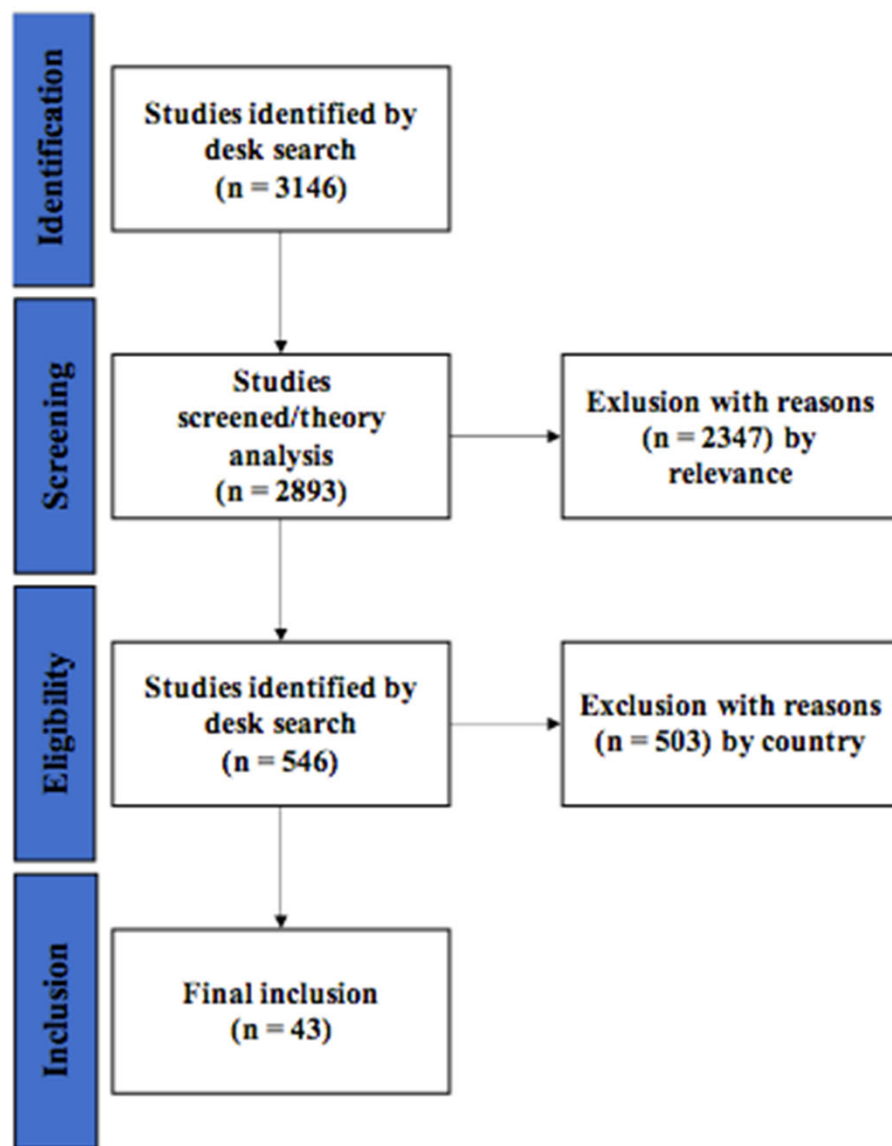 Identification
Studies identified by
desk search
(n = 3146)
Screening
Studies
screened/theory
analysis
(n = 2893)
Exlusion with reasons
(n = 2347) by
relevance
Eligibility
Studies identified by
desk search
(n = 546)
Exclusion with reasons
(n = 503) by country
Inclusion
Final inclusion
(n = 43)